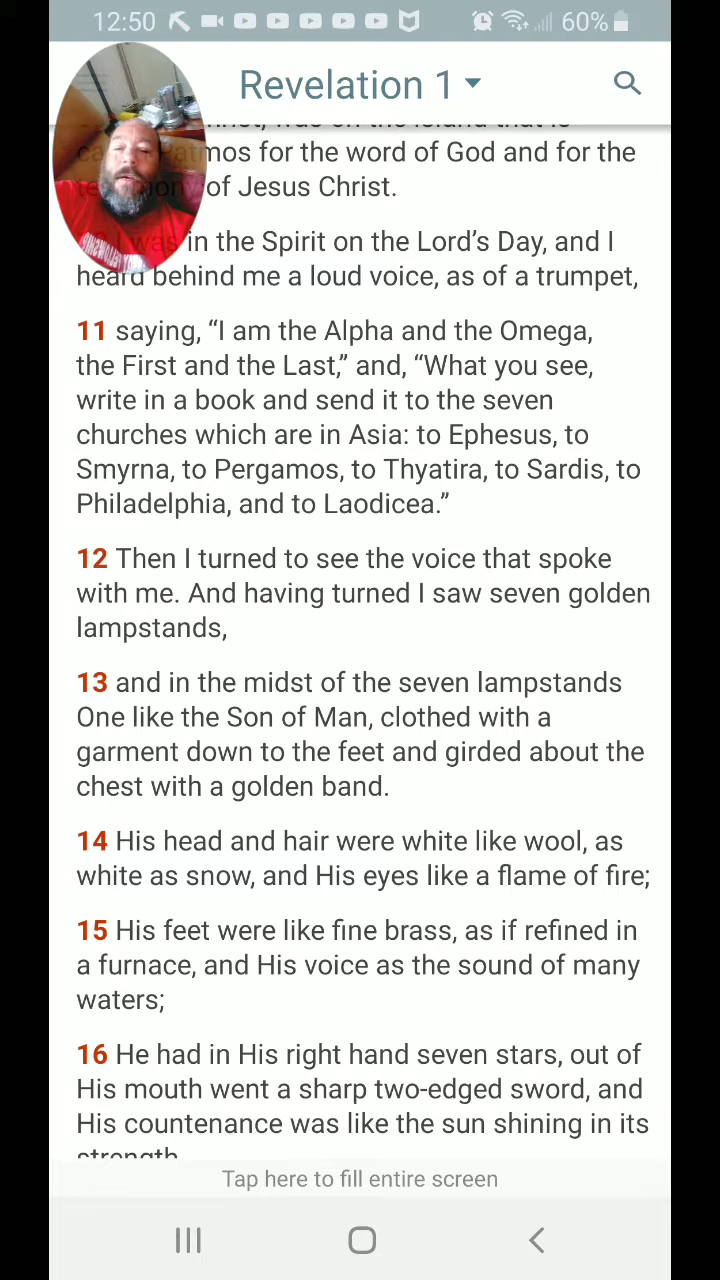 12:50
60%
Revelation 1
Patmos for the word of God and for the
of Jesus Christ.
in the Spirit on the Lord’s Day, and I
heard behind me a loud voice, as of a trumpet,
11 saying, “I am the Alpha and the Omega,
the First and the Last,” and, “What you see,
write in a book and send it to the seven
churches which are in Asia: to Ephesus, to
Smyrna, to Pergamos, to Thyatira, to Sardis, to
Philadelphia, and to Laodicea.”
12 Then I turned to see the voice that spoke
with me. And having turned I saw seven golden
lampstands,
13 and in the midst of the seven lampstands
One like the Son of Man, clothed with a
garment down to the feet and girded about the
chest with a golden band.
14 His head and hair were white like wool, as
white as snow, and His eyes like a flame of fire;
15 His feet were like fine brass, as if refined in
a furnace, and His voice as the sound of many
waters;
16 He had in His right hand seven stars, out of
His mouth went a sharp two-edged sword, and
His countenance was like the sun shining in its
strength
Tap here to fill entire screen